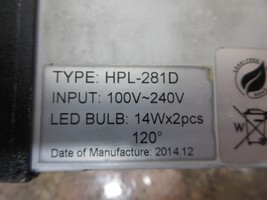 TYPE: HPL-281D
INPUT: 100V~240V
LED BULB: 14Wx2pcs
120°
Date of Manufacture: 2014.12